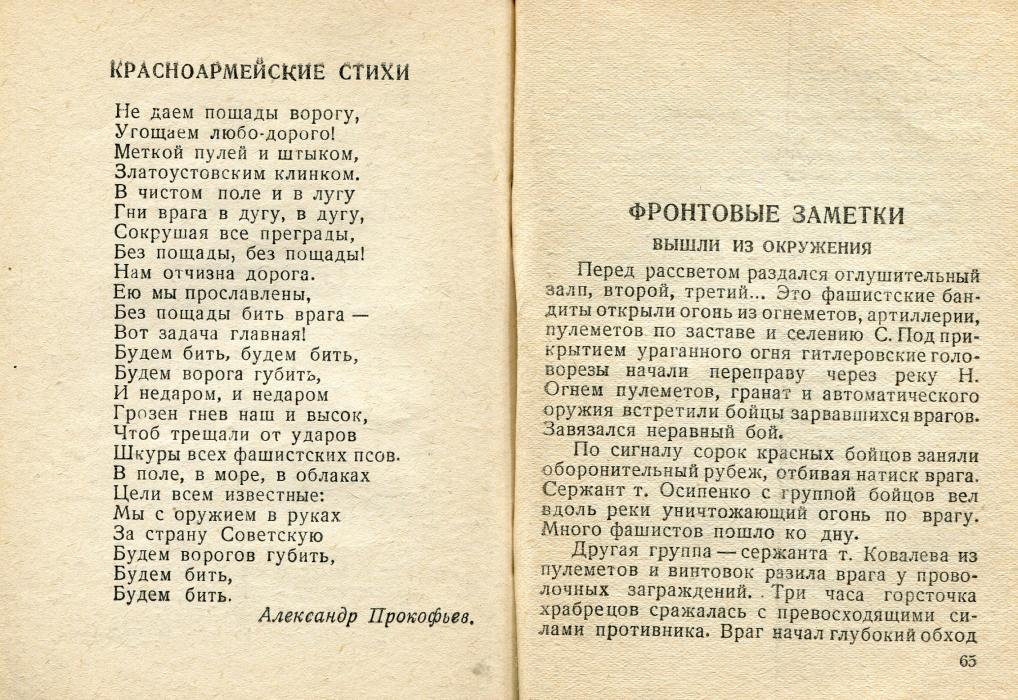 КРАСНОАРМЕЙСКИЕ СТИХИ
Не даем пощады ворогу,
Угощаем любо-дорого!
Меткой пулей и штыком,
Златоустовским клинком.
В чистом поле и в лугу
Гни врага в дугу, в дугу,
Сокрушая все преграды,
Без пощады, без пощады!
Нам отчизна дорога.
Ею мы прославлены,
Без пощады бить врага —
Вот задача главная!
Будем бить, будем бить,
Будем ворога губить,
И недаром, и недаром
Грозен гнев наш и высок,
Чтоб трещали от ударов
Шкуры всех фашистских псов.
В поле, в море, в облаках
Цели всем известные:
Мы с оружием в руках
За страну Советскую
Будем ворогов губить,
Будем бить,
Будем бить.
Александр Прокофьев.
ФРОНТОВЫЕ ЗАМЕТКИ
ВЫШЛИ ИЗ ОКРУЖЕНИЯ
Перед рассветом раздался оглушительный
залп, второй, третий... Это фашистские бан-
диты открыли огонь из огнеметов, артиллерии,
пулеметов по заставе и селению С. Под при-
крытием ураганного огня гитлеровские голо-
ворезы начали переправу через реку Н.
Огнем пулеметов, гранат и автоматического
оружия встретили бойцы зарвавшихся врагов.
Завязался неравный бой.
По сигналу сорок красных бойцов заняли
оборонительный рубеж, отбивая натиск врага.
Сержант т. Осипенко с группой бойцов вел
вдоль реки уничтожающий огонь по врагу.
Много фашистов пошло ко дну.
Другая группа — сержанта т. Ковалева из
пулеметов и винтовок разила врага у прово-
лочных заграждений. Три часа горсточка
храбрецов сражалась с превосходящими си-
лами противника. Враг начал глубокий обход
65